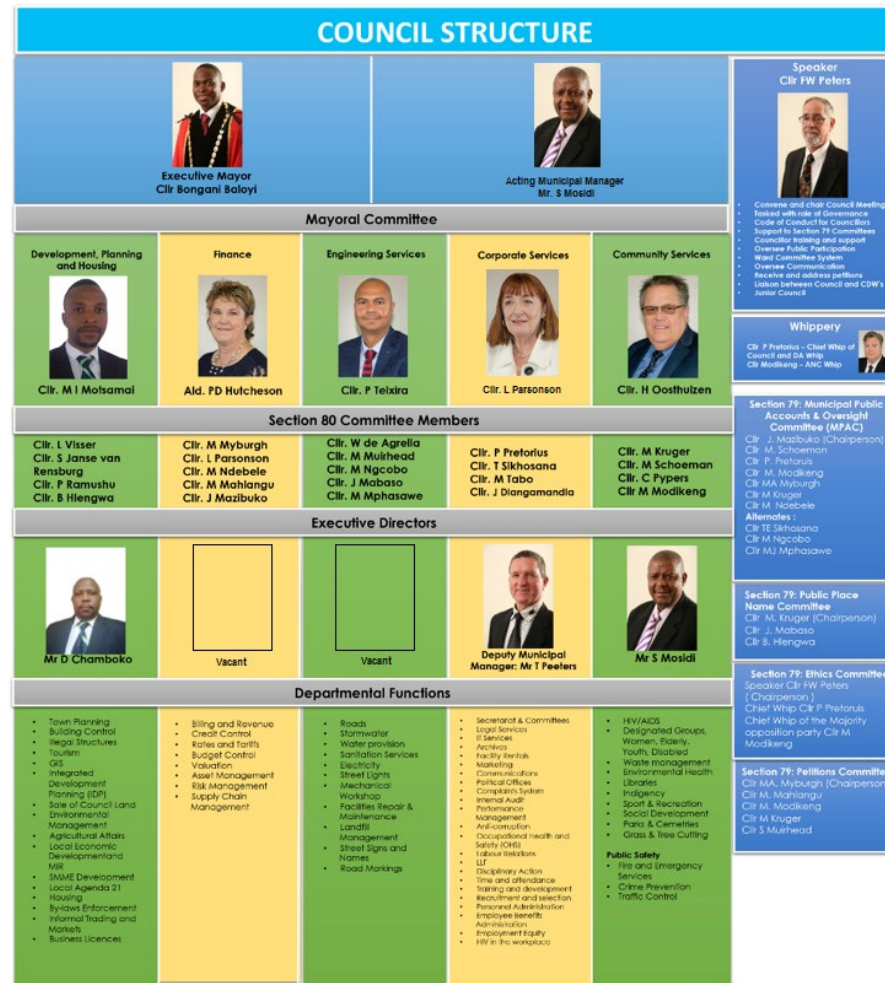 COUNCIL STRUCTURE
Executive Mayor
Cllr Bongani Baloyi
Acting Municipal Manager
Mr. S Mosidi
Speaker
Cllr FW Peters
• Convene and chair Council Meeting
• Tasked with role of Governance
• Code of Conduct for Councillors
• Support to Section 79 Committees
• Councillor training and support
• Oversee Public Participation
• Ward Committee System
• Oversee Communication
• Receive and address petitions
• Liaison between Council and CDW's
• Junior Council
Mayoral Committee
Development, Planning
and Housing
Cllr. M I Motsamai
Finance
Ald. PD Hutcheson
Engineering Services
Cllr. P Teixira
Corporate Services
Cllr. L Parsonson
Community Services
Cllr. H Oosthuizen
Whippery
Cllr P Pretorius – Chief Whip of
Council and DA Whip
Cllr Modikeng – ANC Whip
Section 80 Committee Members
Cllr. L Visser
Cllr. S Janse van
Rensburg
Cllr. P Ramushu
Cllr. B Hlengwa
Cllr. M Myburgh
Cllr. L Parsonson
Cllr. M Ndebele
Cllr. M Mahlangu
Cllr. J Mazibuko
Cllr. W de Agrella
Cllr. M Muirhead
Cllr. M Ngcobo
Cllr. J Mabaso
Cllr. M Mphasawe
Cllr. P Pretorius
Cllr. T Sikhosana
Cllr. M Tabo
Cllr. J Dlangamandla
Cllr. M Kruger
Cllr. M Schoeman
Cllr. C Pypers
Cllr M Modikeng
Section 79: Municipal Public
Accounts & Oversight
Committee (MPAC)
Cllr J. Mazibuko (Chairperson)
Cllr M. Schoeman
Cllr P. Pretoruis
Cllr M. Modikeng
Cllr MA Myburgh
Cllr M Kruger
Cllr M Ndebele
Alternates :
Cllr TE Sikhosana
Cllr M Ngcobo
Cllr MJ Mphasawe
Executive Directors
Mr D Chamboko
Vacant
Vacant
Deputy Municipal
Manager: Mr T Peeters
Mr S Mosidi
Section 79: Public Place
Name Committee
Cllr M. Kruger (Chairperson)
Cllr J. Mabaso
Cllr B. Hlengwa
Section 79: Ethics Committee
Speaker Cllr FW Peters
( Chairperson )
Chief Whip Cllr P Pretoruis
Chief Whip of the Majority
opposition party Cllr M
Modikeng
Section 79: Petitions Committe
Cllr MA. Myburgh (Chairperson
Cllr M. Mahlangu
Cllr M. Modikeng
Cllr M Kruger
Cllr S Muirhead
Departmental Functions
• Town Planning
• Building Control
• Illegal Structures
• Tourism
• GIS
• Integrated
Development
Planning (IDP)
• Sale of Council Land
• Environmental
Management
• Agricultural Affairs
• Local Economic
Developmentand
MIR
• SMME Development
• Local Agenda 21
• Housing
• By-laws Enforcement
• Informal Trading and
Markets
• Business Licences
• Billing and Revenue
• Credit Control
• Rates and Tariffs
• Budget Control
• Valuation
• Asset Management
• Risk Management
• Supply Chain
Management
• Roads
• Stormwater
• Water provision
• Sanitation Services
• Electricity
• Street Lights
• Mechanical
Workshop
• Facilities Repair &
Maintenance
• Landfill
Management
• Street Signs and
Names
• Road Markings
• Secretariat & Committees
• Legal Services
• IT Services
• Archives
• Facility Rentals
• Marketing
• Communications
• Political Offices
• Complaints System
• Internal Audit
• Performance
Management
• Anti-corruption
• Occupational Health and
Safety (OHS)
• Labour Relations
• LLF
• Disciplinary Action
• Time and attendance
• Training and development
• Recruitment and selection
• Personnel Administration
• Employee Benefits
Administration
• Employment Equity
• HIV in the workplace
• HIV/AIDS
• Designated Groups,
Women, Elderly,
Youth, Disabled
• Waste management
• Environmental Health
• Libraries
• Indigency
• Sport & Recreation
• Social Development
• Parks & Cemetries
• Grass & Tree Cutting
Public Safety
• Fire and Emergency
Services
• Crime Prevention
• Traffic Control